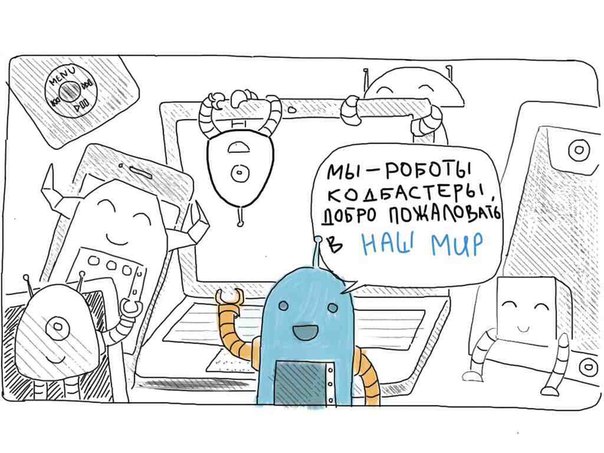 MENU
МЫ – РОБОТЫ
КОДБАСТЕРЫ,
ДОБРО ПОЖАЛОВАТЬ
В НАШ МИР